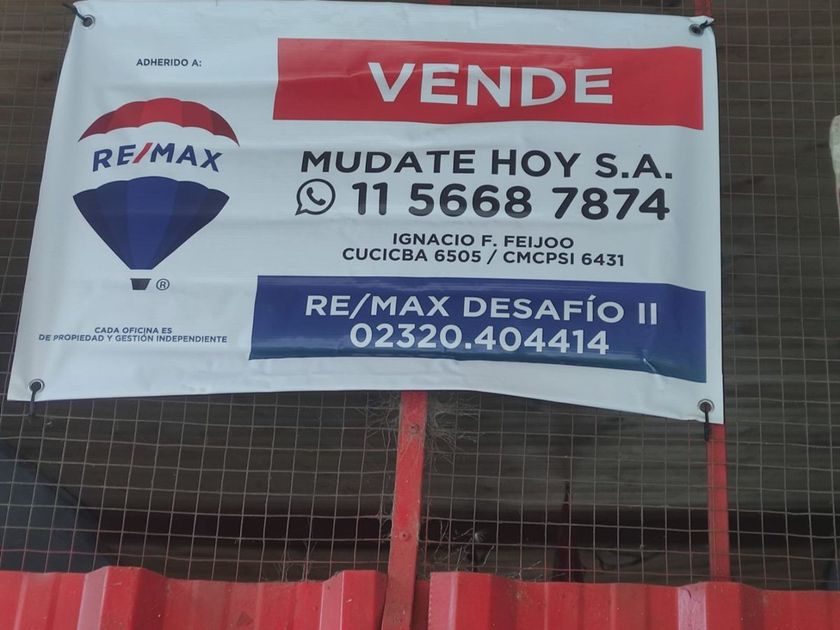 ADHERIDO A:
RE/MAX
®
CADA OFICINA ES
DE PROPIEDAD Y GESTIÓN INDEPENDIENTE
VENDE
MUDATE HOY S.A.
11 5668 7874
IGNACIO F. FEIJOO
CUCICBA 6505 / CMCPSI 6431
RE/MAX DESAFÍO II
02320.404414